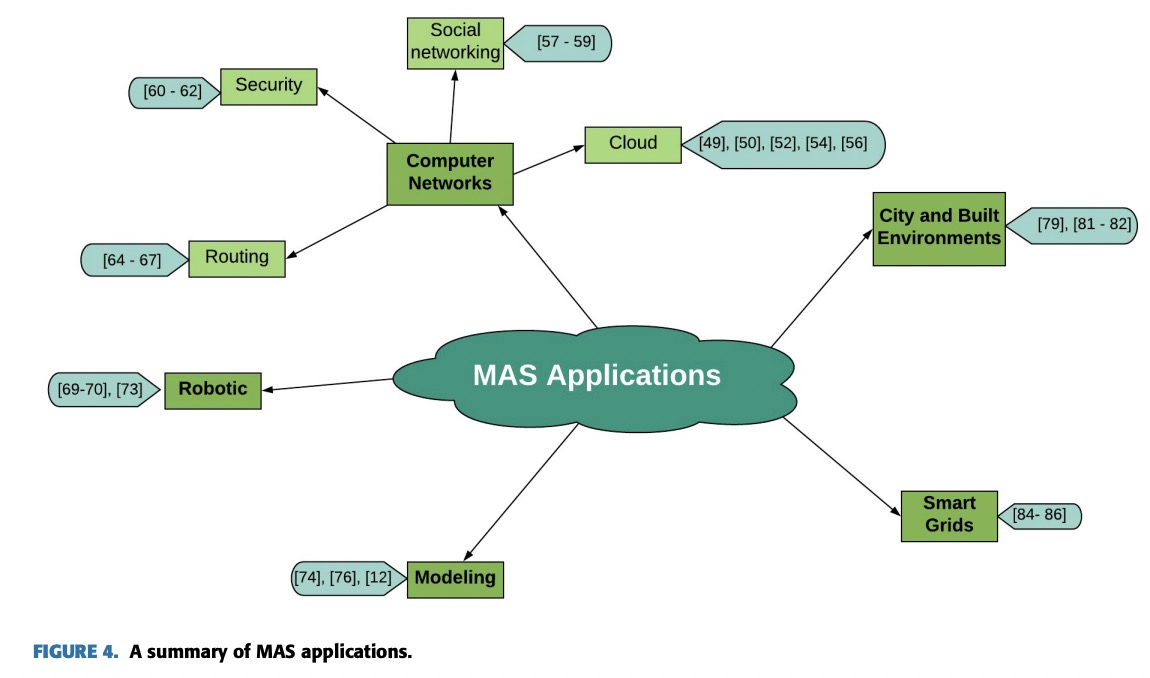 Social
networking
[57 - 59]
Security
[60 - 62]
Cloud
[49], [50], [52], [54], [56]
Computer
Networks
City and Built
Environments
[79], [81 - 82]
Routing
[64 - 67]
MAS Applications
Robotic
[69-70], [73]
Smart
Grids
[84- 86]
Modeling
[74], [76], [12]
FIGURE 4. A summary of MAS applications.